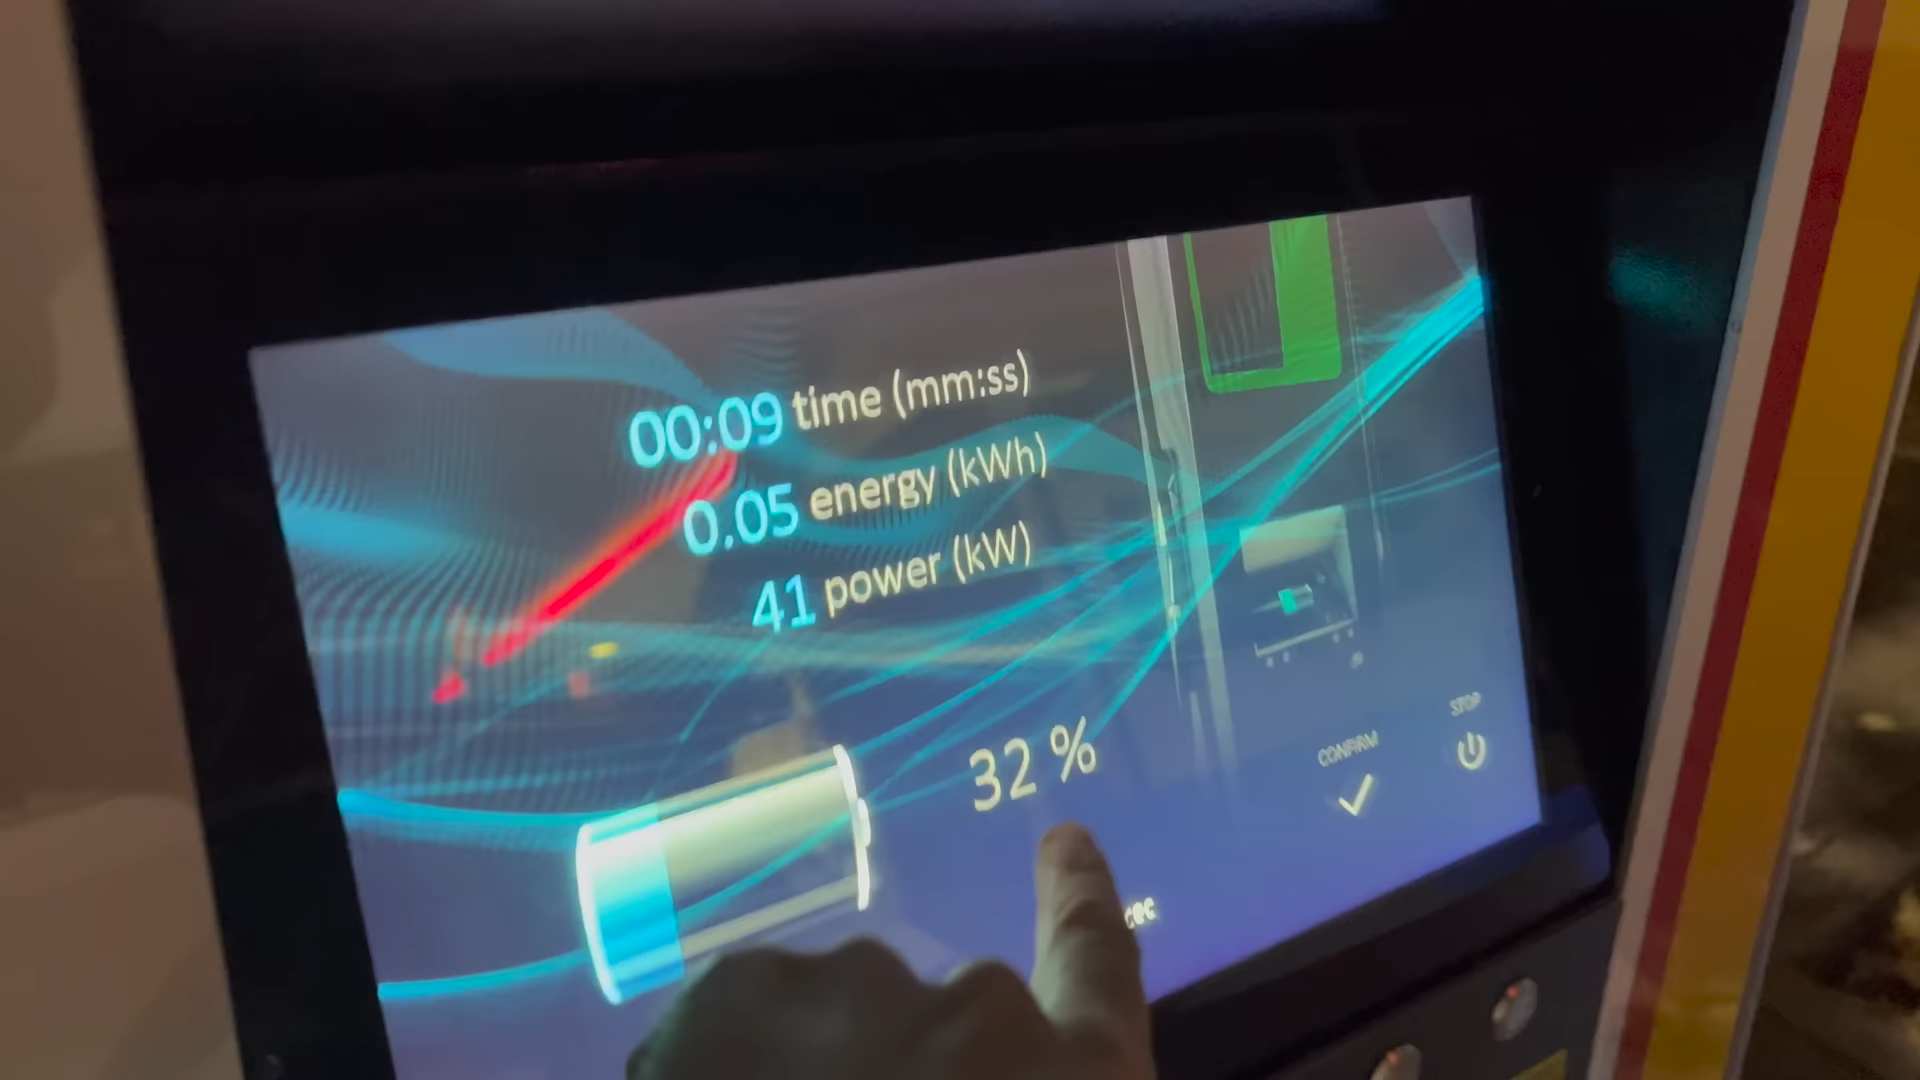 00:09 time (mm:ss)
0.05 energy (kWh)
41 power (kW)
32 %
CONFIRM
STOP